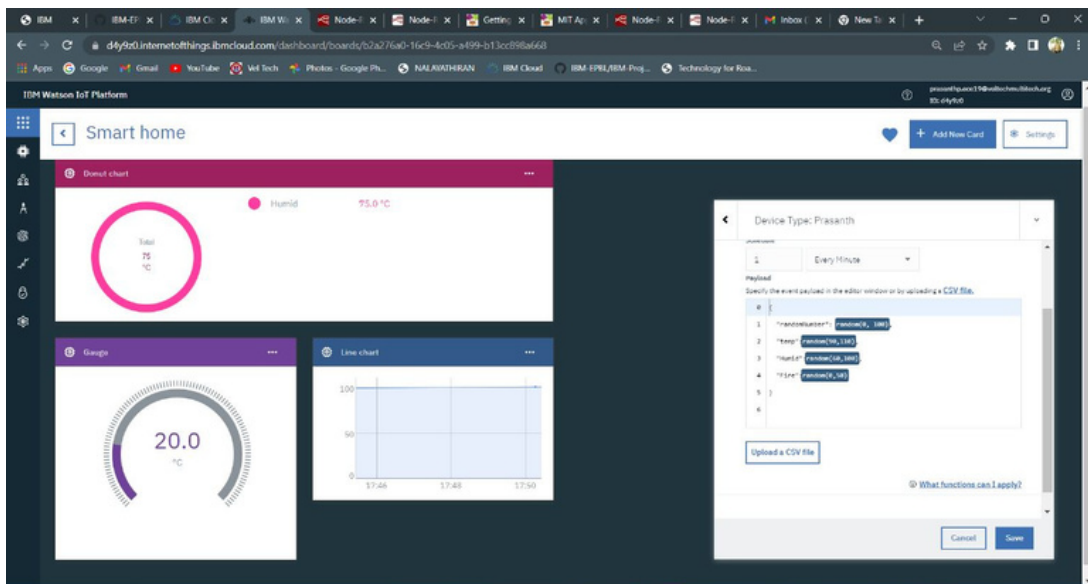 IBM
IBM-EP
IBM Clo
IBM Wa
Node-R
Node-R
Getting
MIT Ap
Node-R
Node-R
Inbox (
New Ta
d4y9z0.internetofthings.ibmcloud.com/dashboard/boards/b2a276a0-16c9-4c05-a499-b13cc898a668
Apps Google Gmail YouTube Vel Tech Photos - Google Ph... NALAIYATHIRAN IBM Cloud IBM-EPBL/IBM-Proj... Technology for Roa...
IBM Watson IoT Platform
ID: d4y9z0
Smart home
Add New Card
Settings
Donut chart
Humid 75.0 °C
Total
75
°C
Gauge
20.0
°C
Line chart
100
50
0
17:46 17:48 17:50
Device Type: Prasanth
Schedule
1 Every Minute
Payload
Specify the event payload in the editor window or by uploading a CSV file.
0 {
1 "randomNumber": random(0, 100),
2 "temp" random(90,110),
3 "Humid" random(60,100),
4 "Fire" random(0,50)
5 }
6
Upload a CSV file
What functions can I apply?
Cancel
Save